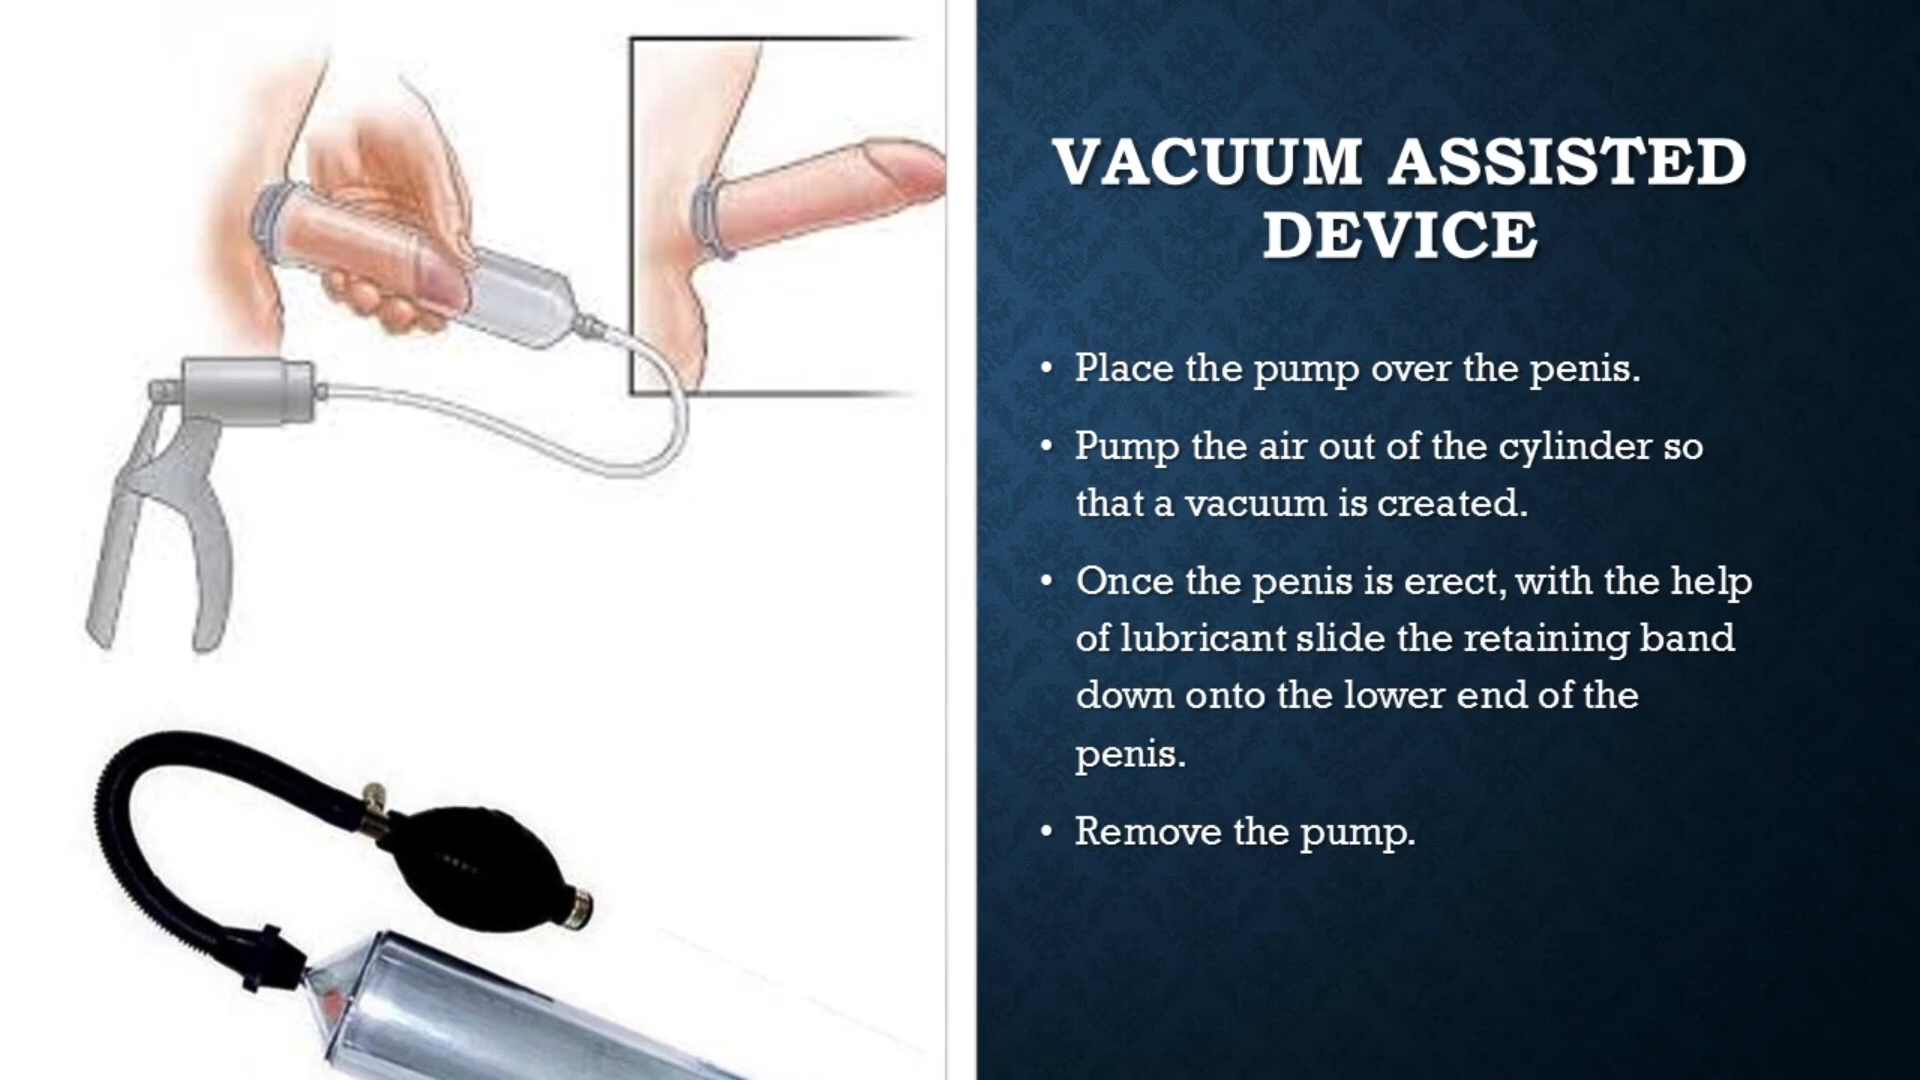 VACUUM ASSISTED
DEVICE
• Place the pump over the penis.
• Pump the air out of the cylinder so
that a vacuum is created.
• Once the penis is erect, with the help
of lubricant slide the retaining band
down onto the lower end of the
penis.
• Remove the pump.